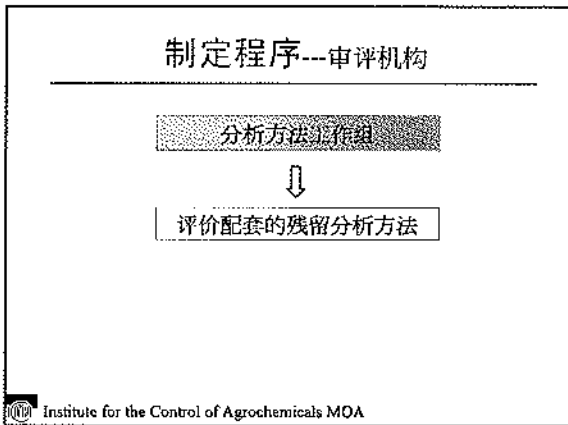 制定程序---审评机构
分析方法工作组
评价配套的残留分析方法
Institute for the Control of Agrochemicals MOA